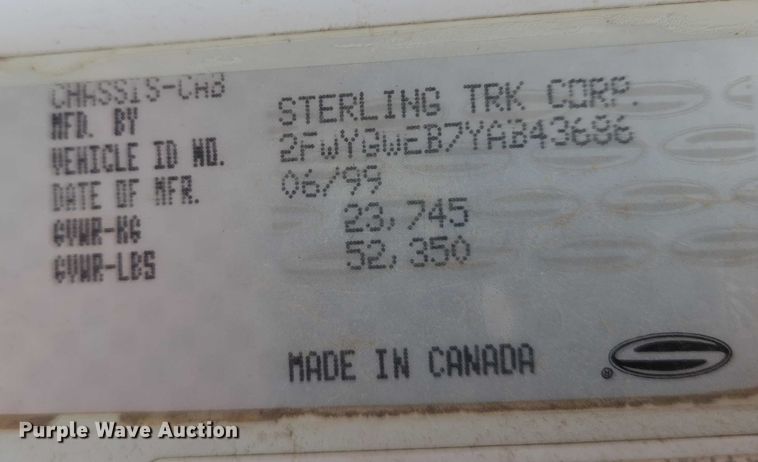 CHASSIS-CAB
MFD. BY STERLING TRK CORP.
VEHICLE ID NO. 2FWYGWEB7YAB43686
DATE OF MFR. 06/99
GVWR-KG 23,745
GVWR-LBS 52,350
MADE IN CANADA ®
Purple Wave Auction